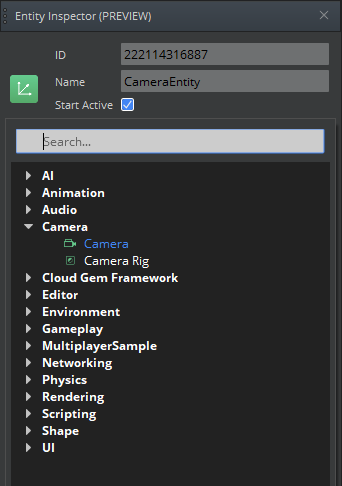 Entity Inspector (PREVIEW)
ID 222114316887
Name CameraEntity
Start Active
Search...
AI
Animation
Audio
Camera
Camera
Camera Rig
Cloud Gem Framework
Editor
Environment
Gameplay
MultiplayerSample
Networking
Physics
Rendering
Scripting
Shape
UI